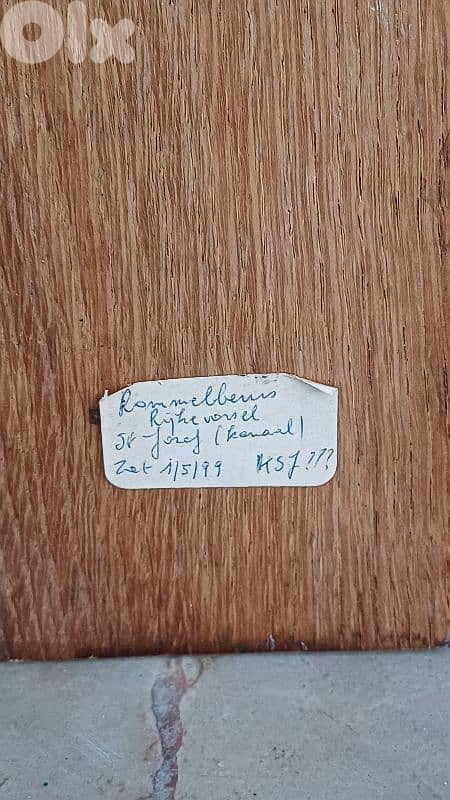 OLX
Rommelbeurs
Rijkevorsel
St-Jozef (kanaal)
Zat 1/5/99 KSJ???